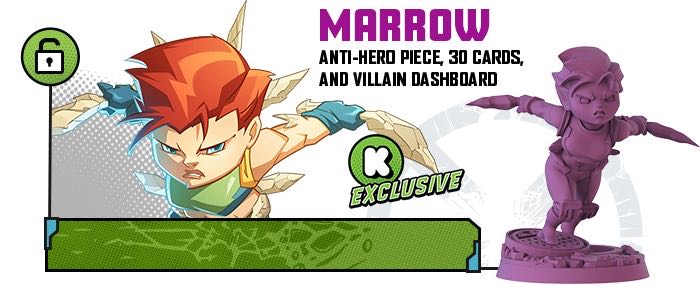 MARROW
ANTI-HERO PIECE, 30 CARDS,
AND VILLAIN DASHBOARD
K
EXCLUSIVE